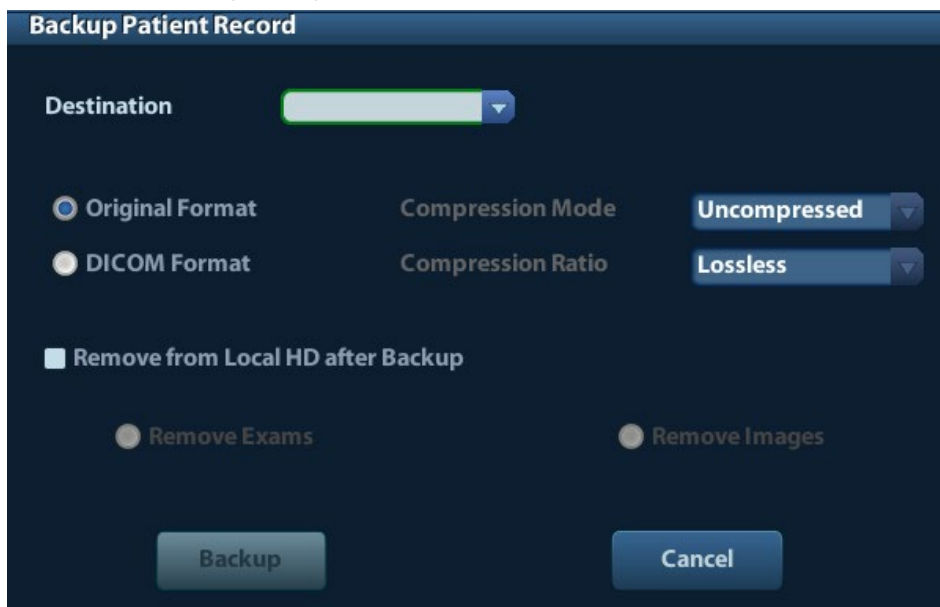 Backup Patient Record
Destination
Original Format Compression Mode Uncompressed
DICOM Format Compression Ratio Lossless
Remove from Local HD after Backup
Remove Exams Remove Images
Backup Cancel